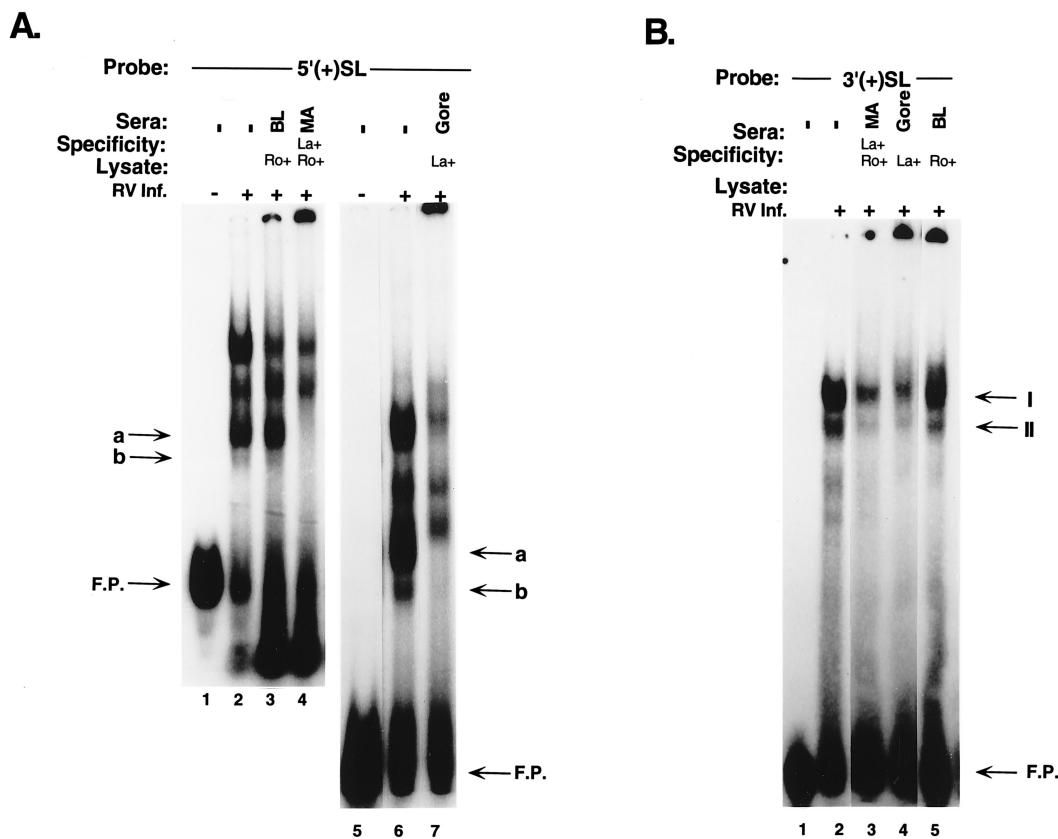 A.
Probe: 5'(+)SL
Sera: - - BL MA - - Gore
Specificity: La+
Lysate: Ro+ Ro+ La+
RV Inf. - + + + - + +
a
b
F.P.
1 2 3 4
a
b
F.P.
5 6 7
B.
Probe: 3'(+)SL
Sera: - - MA Gore BL
Specificity: La+ Ro+ La+ Ro+
Lysate:
RV Inf. + + + +
I
II
F.P.
1 2 3 4 5